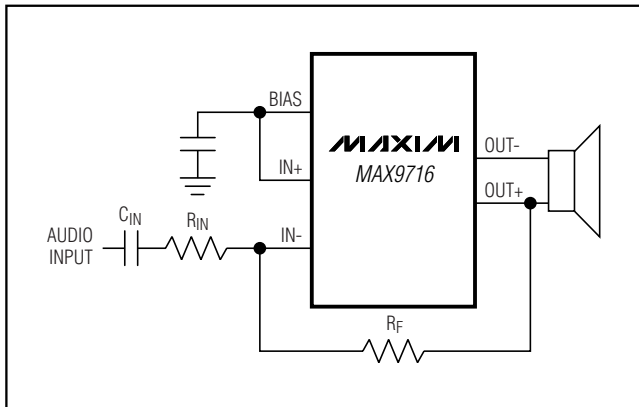 BIAS
MAXIM
MAX9716
OUT-
IN+
OUT+
CIN
RIN
IN-
AUDIO
INPUT
RF